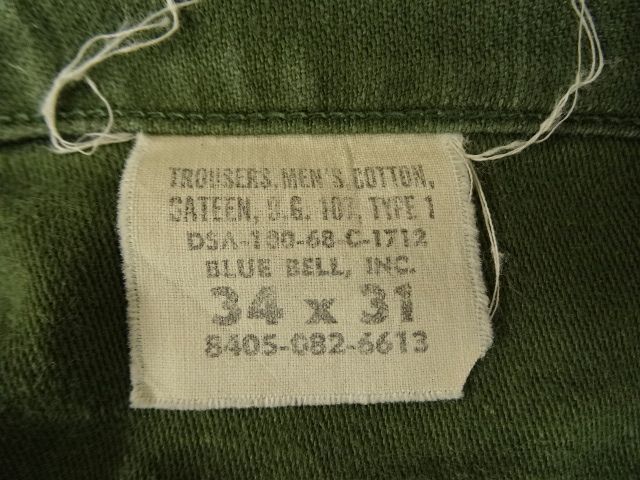 TROUSERS, MEN'S, COTTON,
SATEEN, O.G. 107, TYPE 1
DSA-100-68-C-1712
BLUE BELL, INC.
34 x 31
8405-082-6613